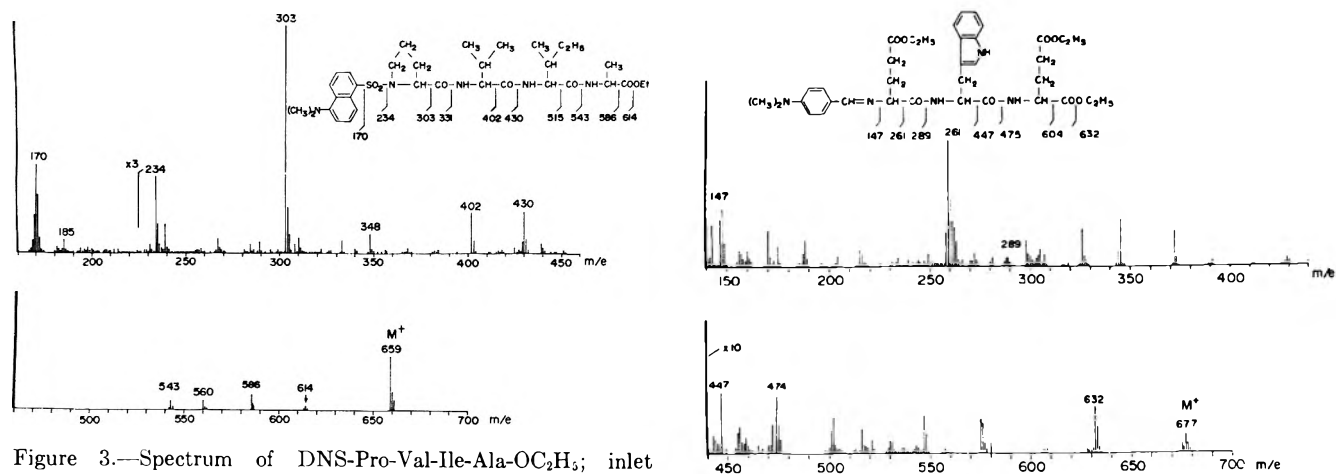 303
CH₂
CH₂ CH₂
CH₃ CH₃
CH
CH₃ C₂H₅
CH
CH₃
SO₂ N — CH — CO — NH — CH — CO — NH — CH — CO — NH — CH — COOEt
(CH₃)₂N
170 234 303 331 402 430 515 543 586 614
170
x3
234
185
348
402
430
200 250 300 350 400 450 m/e
M⁺
659
543 560 586 614
500 550 600 650 700 m/e
Figure 3.—Spectrum of DNS-Pro-Val-Ile-Ala-OC₂H₅; inlet
COOC₂H₅
CH₂
CH₂
NH
CH₂
COOC₂H₅
CH₂
CH₂
(CH₃)₂N — CH=N — CH — CO — NH — CH — CO — NH — CH — COOC₂H₅
147 261 289 447 475 604 632
261
147
289
150 200 250 300 350 400 m/e
x10
447
474
632
M⁺
677
450 500 550 600 650 700 m/e